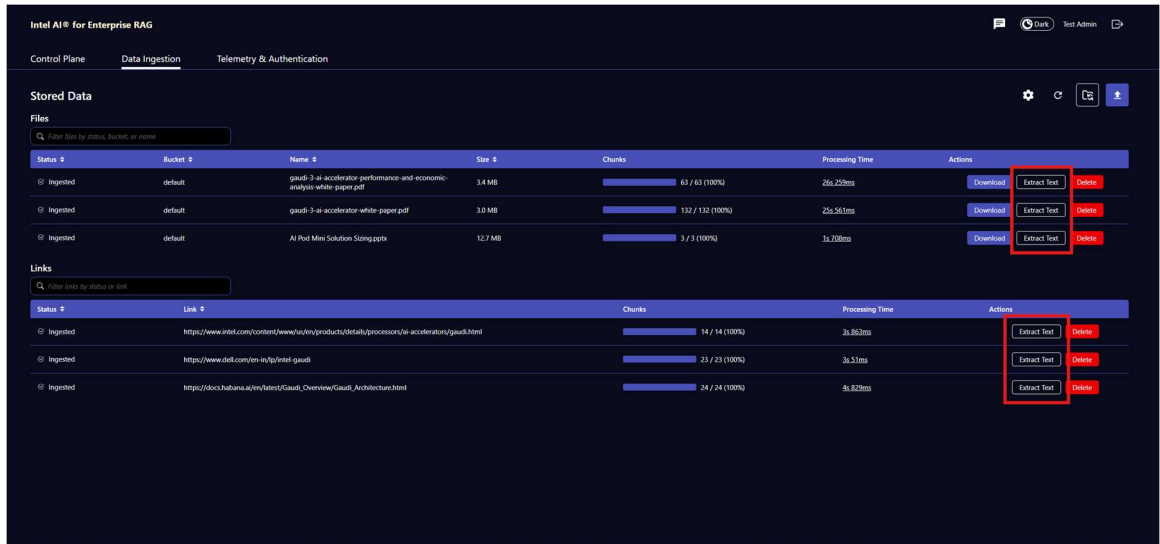 Intel AI® for Enterprise RAG
Dark
Test Admin
Control Plane Data Ingestion Telemetry & Authentication
Stored Data
Files
Filter files by status, bucket, or name
Status Bucket Name Size Chunks Processing Time Actions
Ingested default gaudi-3-ai-accelerator-performance-and-economic-
analysis-white-paper.pdf 3.4 MB 63 / 63 (100%) 26s 259ms Download Extract Text Delete
Ingested default gaudi-3-ai-accelerator-white-paper.pdf 3.0 MB 132 / 132 (100%) 25s 561ms Download Extract Text Delete
Ingested default AI Pod Mini Solution Sizing.pptx 12.7 MB 3 / 3 (100%) 1s 708ms Download Extract Text Delete
Links
Filter links by status or link
Status Link Chunks Processing Time Actions
Ingested https://www.intel.com/content/www/us/en/products/details/processors/ai-accelerators/gaudi.html 14 / 14 (100%) 3s 863ms Extract Text Delete
Ingested https://www.dell.com/en-in/lp/intel-gaudi 23 / 23 (100%) 3s 51ms Extract Text Delete
Ingested https://docs.habana.ai/en/latest/Gaudi_Overview/Gaudi_Architecture.html 24 / 24 (100%) 4s 829ms Extract Text Delete